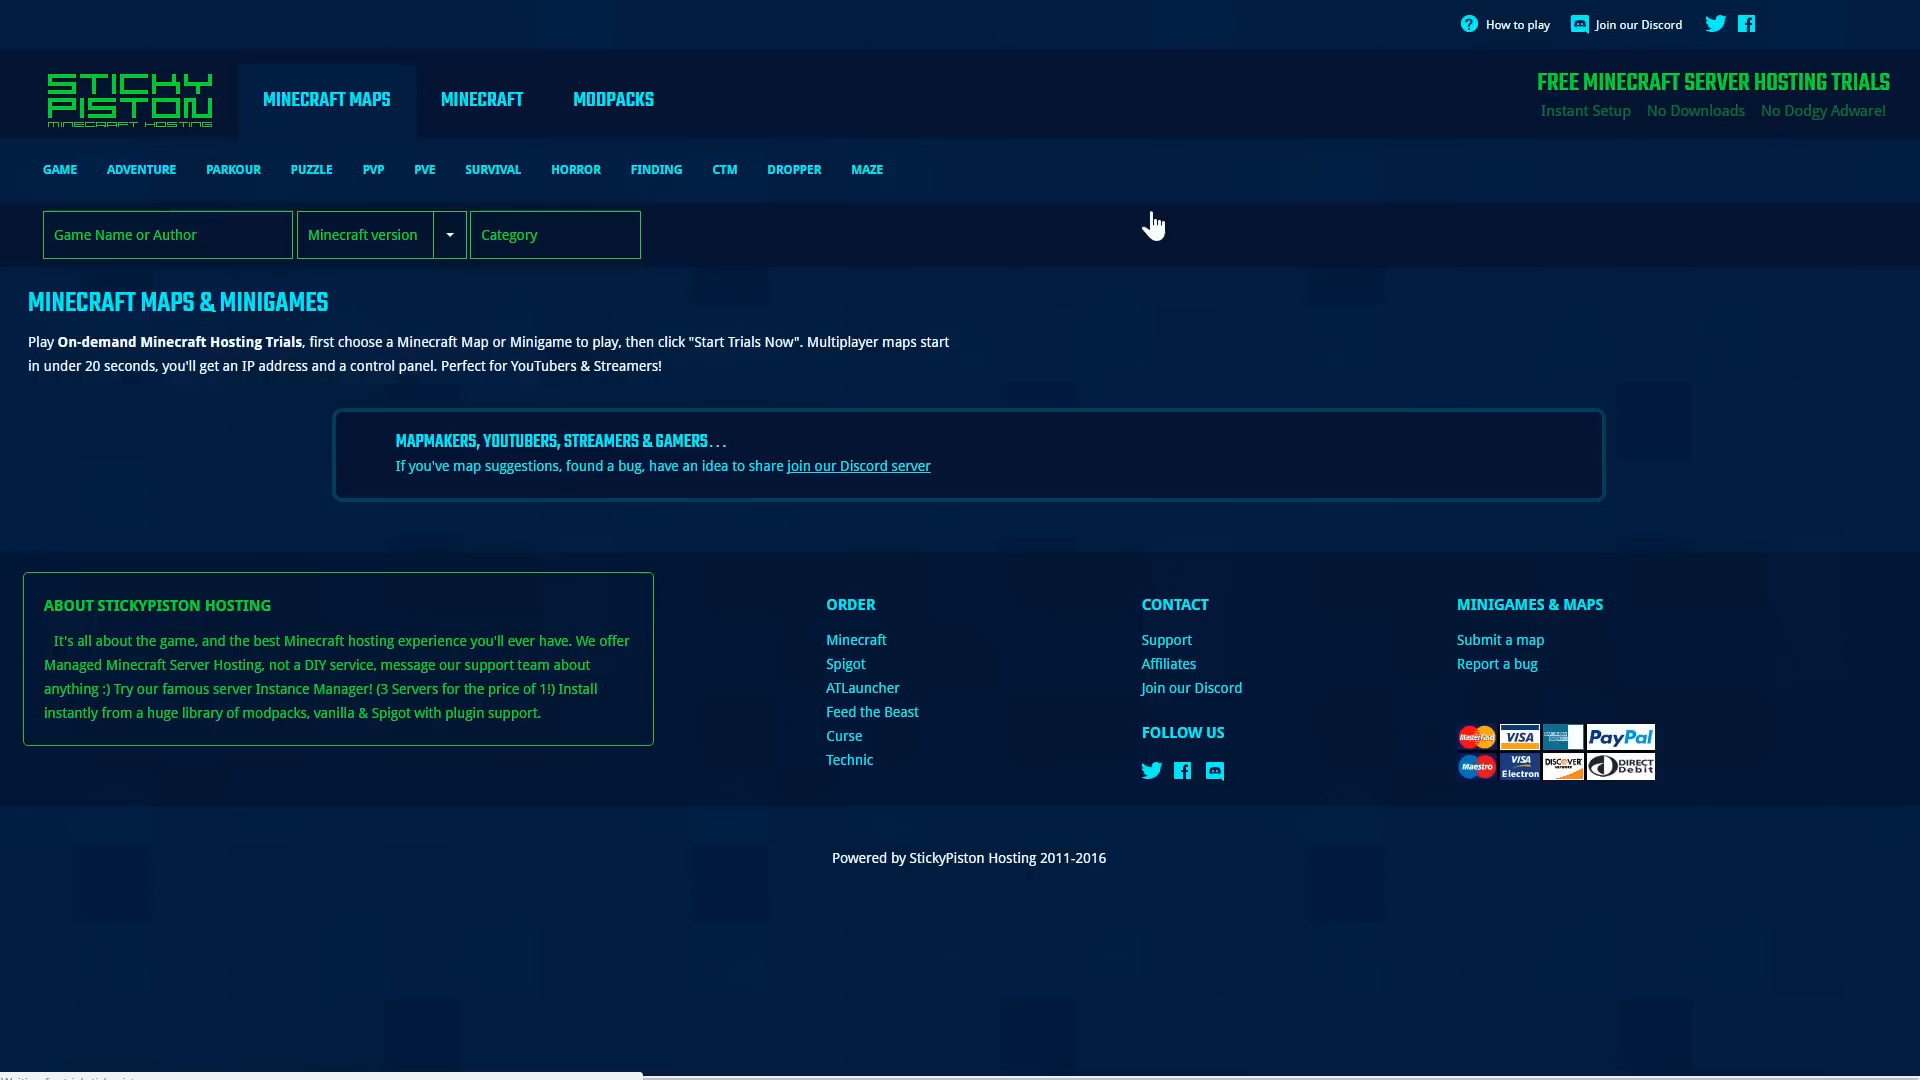 How to play Join our Discord
STICKY
PISTON
MINECRAFT HOSTING
MINECRAFT MAPS MINECRAFT MODPACKS
FREE MINECRAFT SERVER HOSTING TRIALS
Instant Setup No Downloads No Dodgy Adware!
GAME ADVENTURE PARKOUR PUZZLE PVP PVE SURVIVAL HORROR FINDING CTM DROPPER MAZE
Game Name or Author Minecraft version Category
MINECRAFT MAPS & MINIGAMES
Play On-demand Minecraft Hosting Trials, first choose a Minecraft Map or Minigame to play, then click "Start Trials Now". Multiplayer maps start
in under 20 seconds, you'll get an IP address and a control panel. Perfect for YouTubers & Streamers!
MAPMAKERS, YOUTUBERS, STREAMERS & GAMERS...
If you've map suggestions, found a bug, have an idea to share join our Discord server
ABOUT STICKYPISTON HOSTING
It's all about the game, and the best Minecraft hosting experience you'll ever have. We offer
Managed Minecraft Server Hosting, not a DIY service, message our support team about
anything :) Try our famous server Instance Manager! (3 Servers for the price of 1!) Install
instantly from a huge library of modpacks, vanilla & Spigot with plugin support.
ORDER
Minecraft
Spigot
ATLauncher
Feed the Beast
Curse
Technic
CONTACT
Support
Affiliates
Join our Discord
FOLLOW US
MINIGAMES & MAPS
Submit a map
Report a bug
MasterCard VISA PayPal
Maestro VISA Electron DISCOVER DIRECT Debit
Powered by StickyPiston Hosting 2011-2016